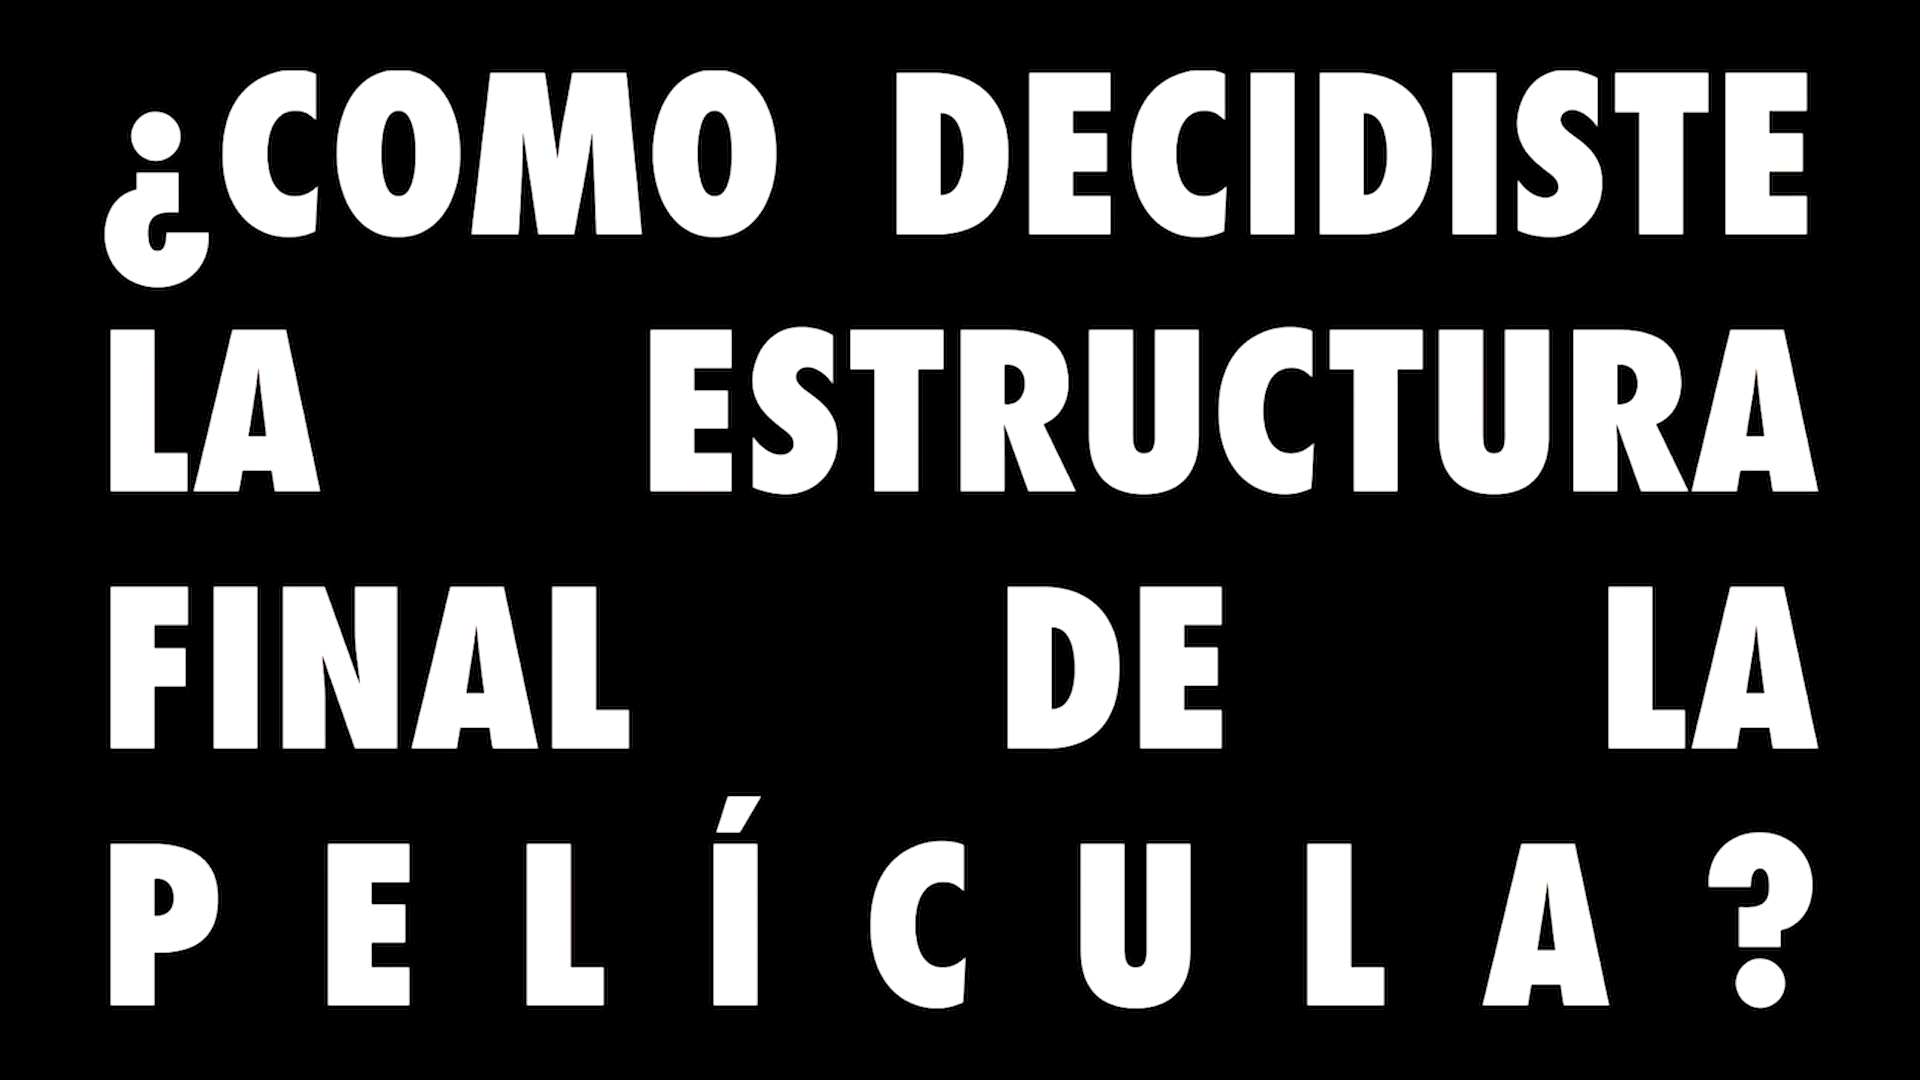 ¿COMO DECIDISTE
LA ESTRUCTURA
FINAL DE LA
PELÍCULA?